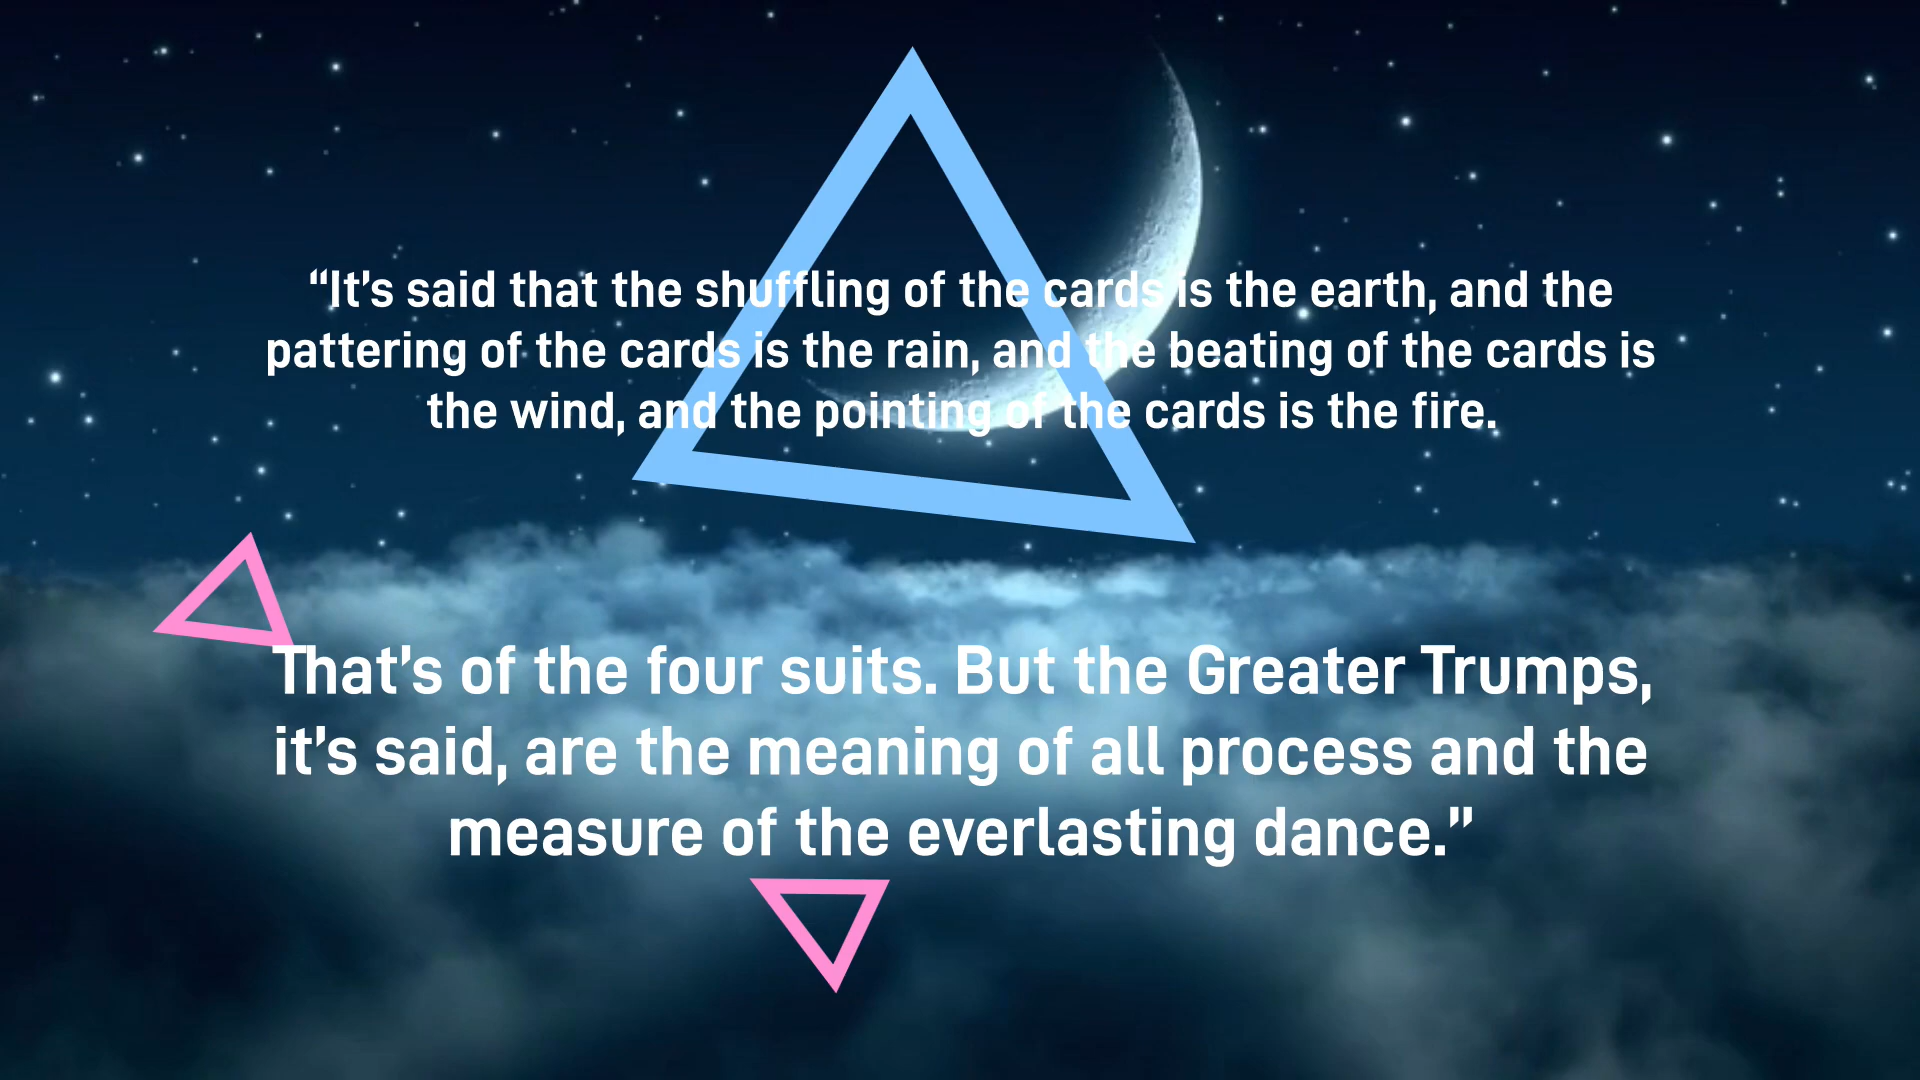 “It’s said that the shuffling of the cards is the earth, and the
pattering of the cards is the rain, and the beating of the cards is
the wind, and the pointing of the cards is the fire.
That’s of the four suits. But the Greater Trumps,
it’s said, are the meaning of all process and the
measure of the everlasting dance.”